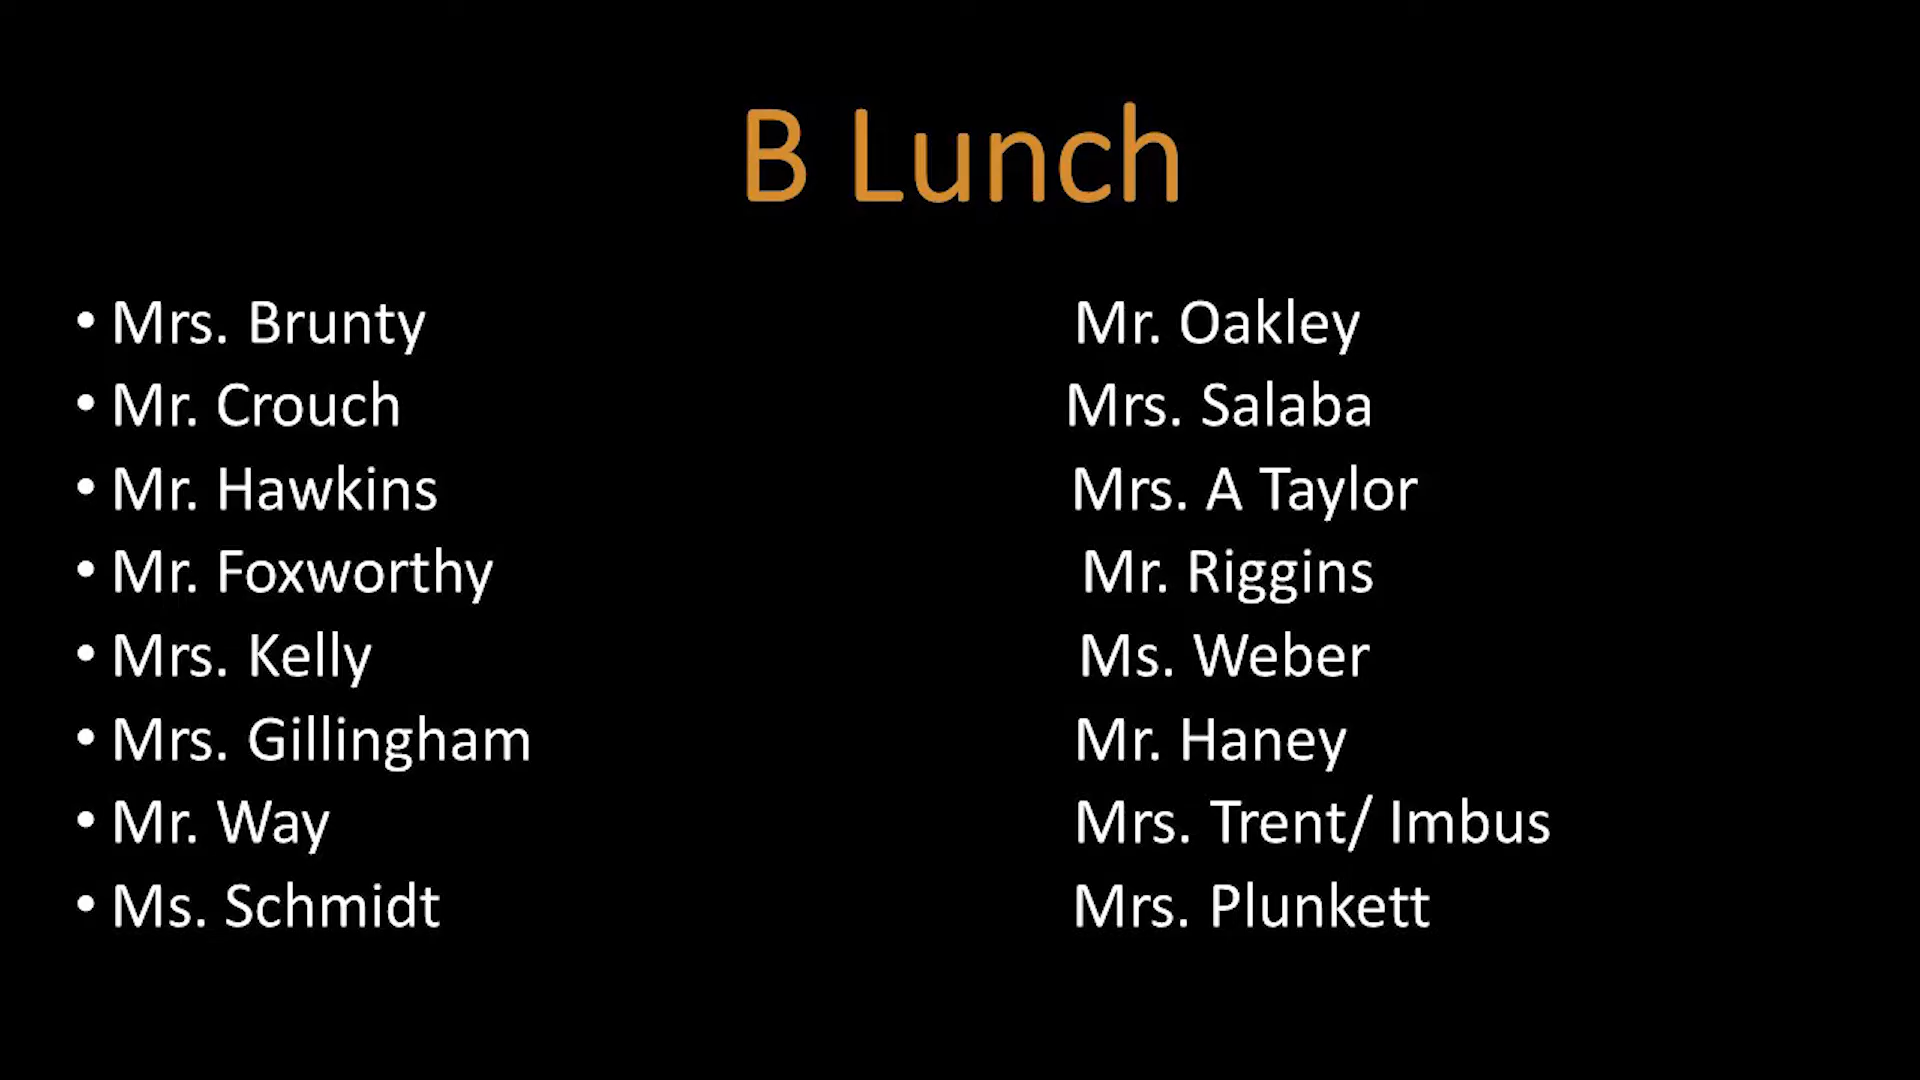 B Lunch
• Mrs. Brunty Mr. Oakley
• Mr. Crouch Mrs. Salaba
• Mr. Hawkins Mrs. A Taylor
• Mr. Foxworthy Mr. Riggins
• Mrs. Kelly Ms. Weber
• Mrs. Gillingham Mr. Haney
• Mr. Way Mrs. Trent/ Imbus
• Ms. Schmidt Mrs. Plunkett